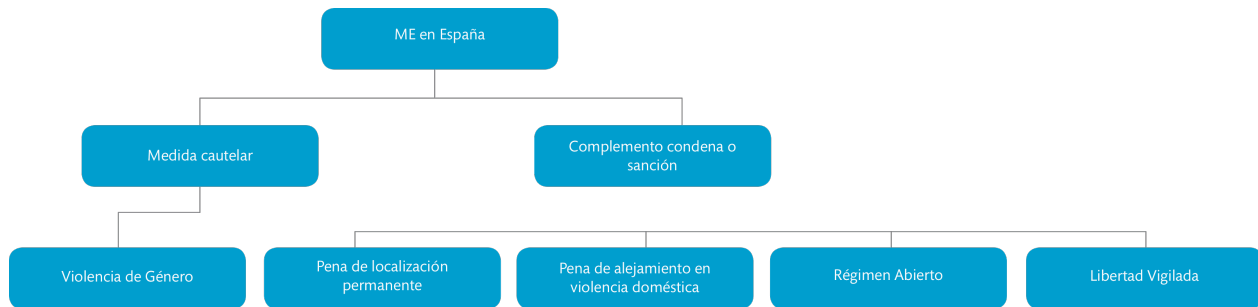 ME en España
Medida cautelar
Complemento condena o
sanción
Violencia de Género
Pena de localización
permanente
Pena de alejamiento en
violencia doméstica
Régimen Abierto
Libertad Vigilada